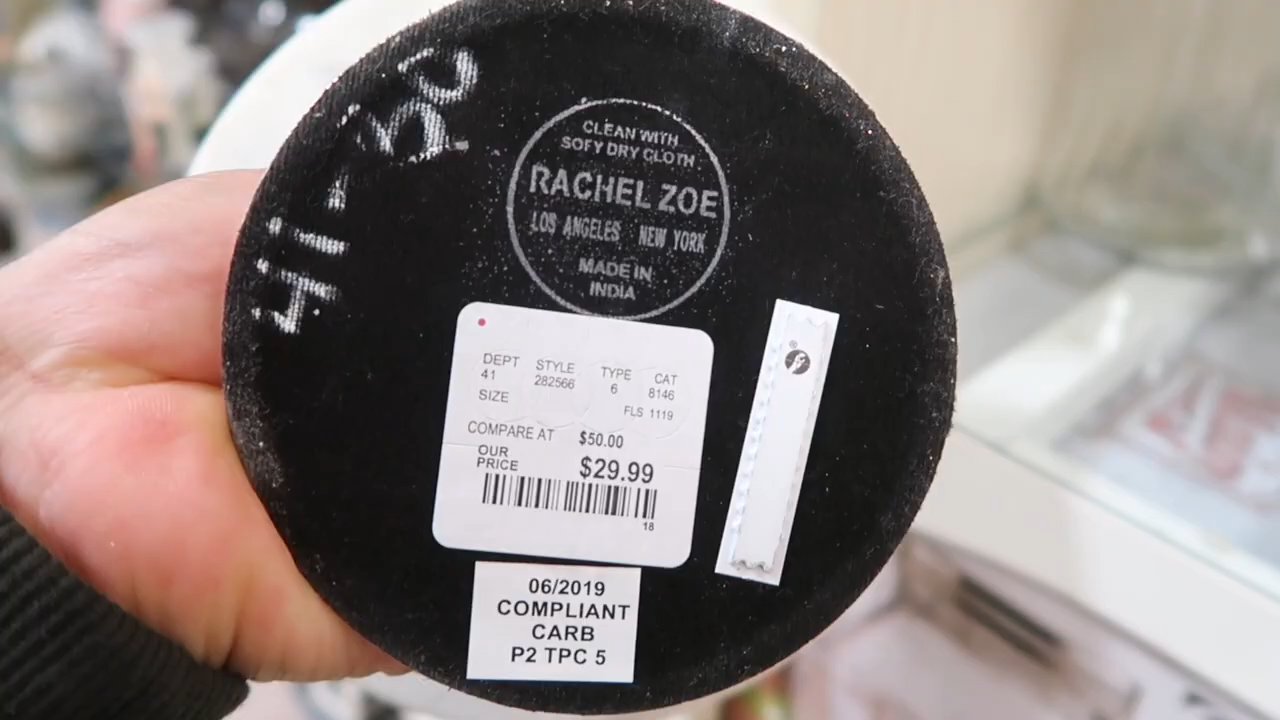 41-30
CLEAN WITH
SOFY DRY CLOTH
RACHEL ZOE
LOS ANGELES NEW YORK
MADE IN
INDIA
DEPT STYLE TYPE CAT
41 282566 6 8146
SIZE FLS 1119
COMPARE AT $50.00
OUR
PRICE $29.99
18
06/2019
COMPLIANT
CARB
P2 TPC 5